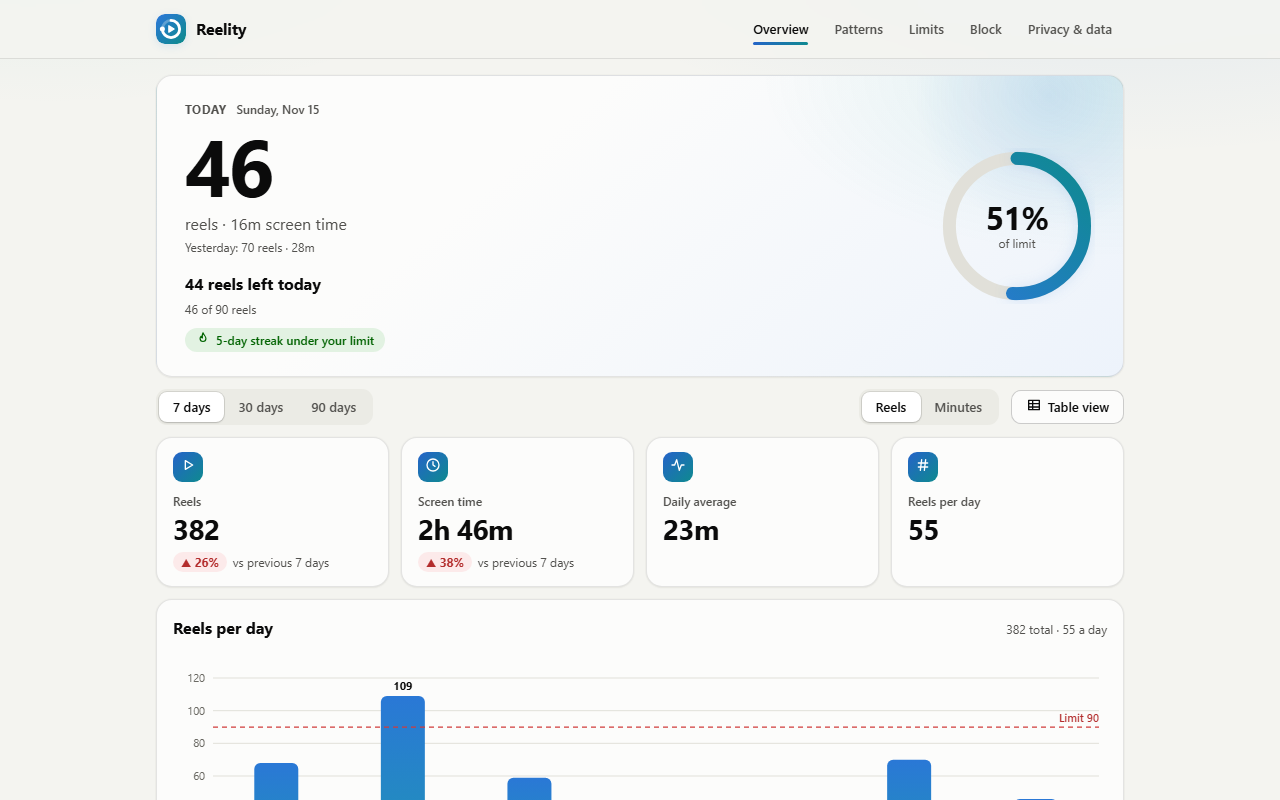 Reelity
Overview Patterns Limits Block Privacy & data
TODAY Sunday, Nov 15
46
reels · 16m screen time
Yesterday: 70 reels · 28m
44 reels left today
46 of 90 reels
5-day streak under your limit
51%
of limit
7 days 30 days 90 days
Reels Minutes
Table view
Reels
382
▲ 26% vs previous 7 days
Screen time
2h 46m
▲ 38% vs previous 7 days
Daily average
23m
Reels per day
55
Reels per day
382 total · 55 a day
120
109
100
Limit 90
80
60